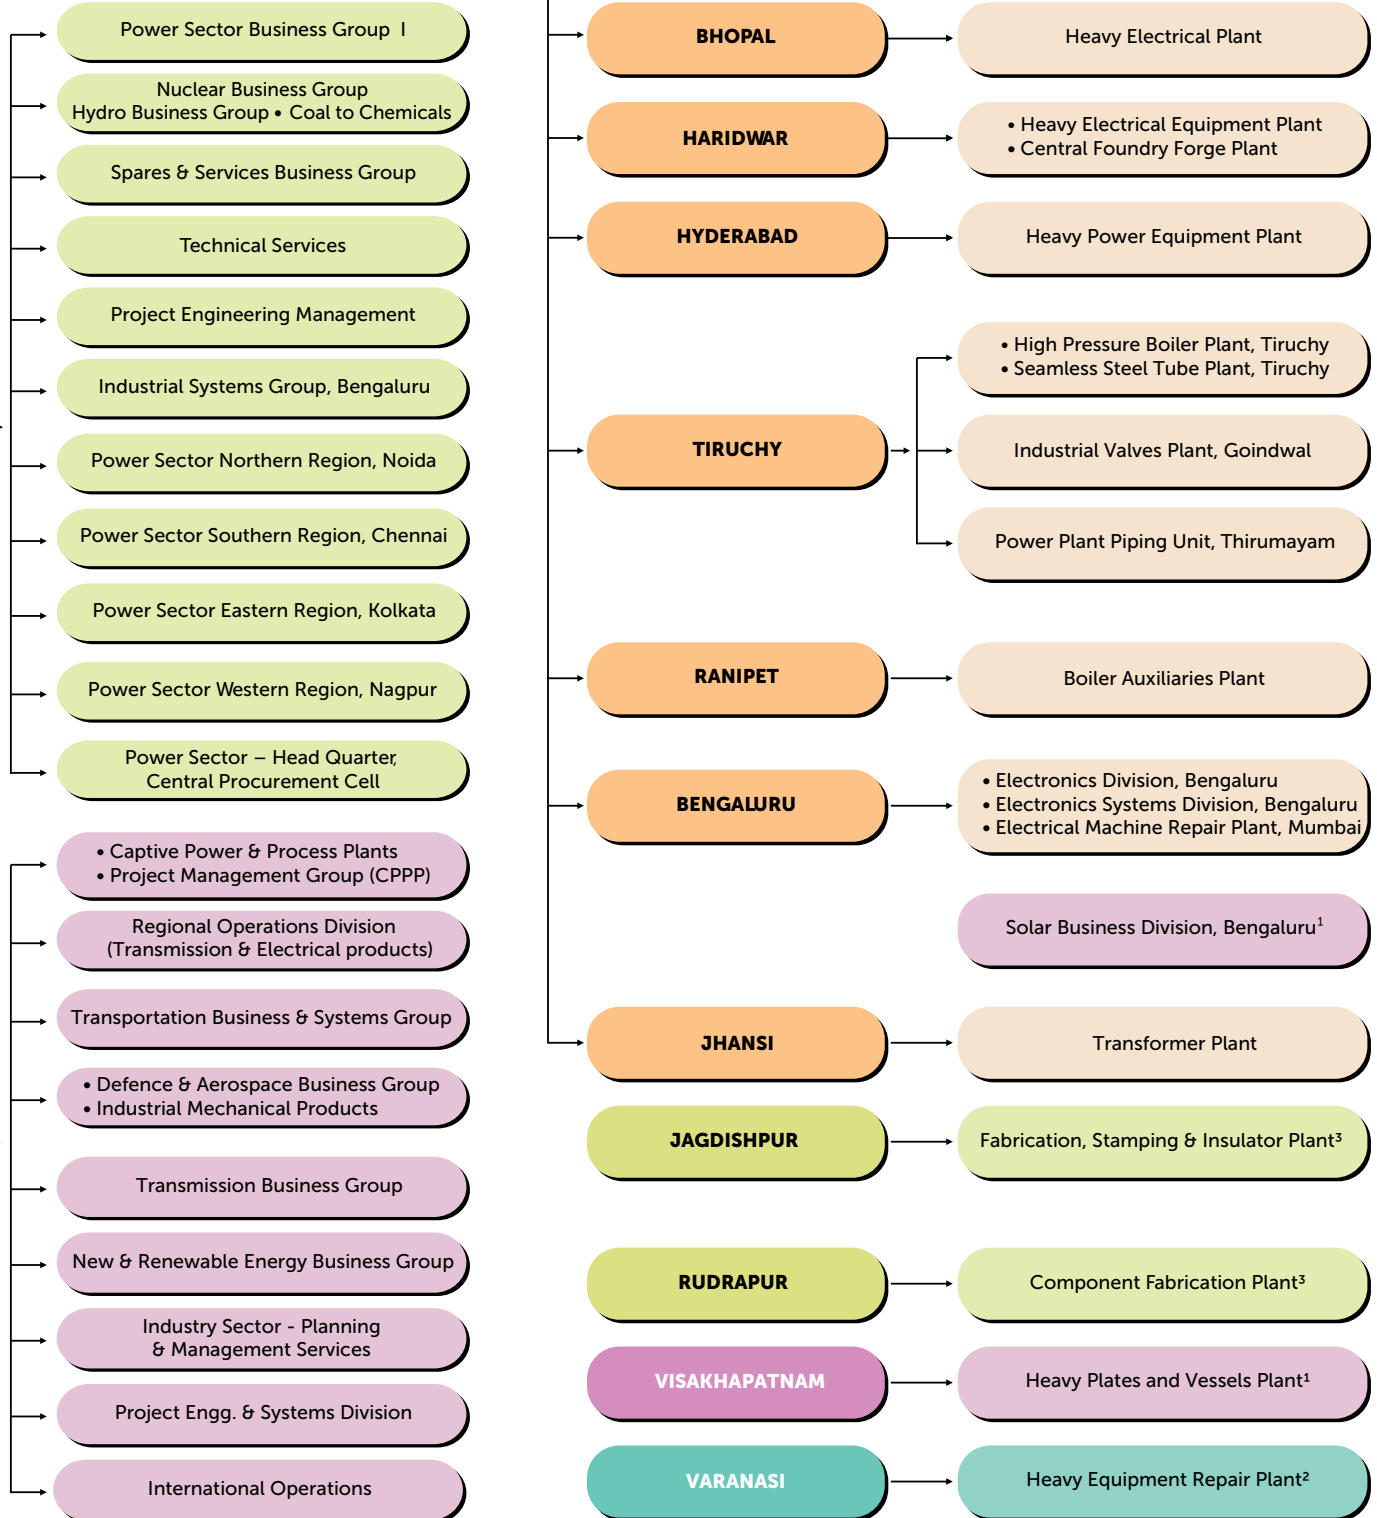 Power Sector Business Group I
Nuclear Business Group
Hydro Business Group • Coal to Chemicals
Spares & Services Business Group
Technical Services
Project Engineering Management
Industrial Systems Group, Bengaluru
Power Sector Northern Region, Noida
Power Sector Southern Region, Chennai
Power Sector Eastern Region, Kolkata
Power Sector Western Region, Nagpur
Power Sector – Head Quarter,
Central Procurement Cell
• Captive Power & Process Plants
• Project Management Group (CPPP)
Regional Operations Division
(Transmission & Electrical products)
Transportation Business & Systems Group
• Defence & Aerospace Business Group
• Industrial Mechanical Products
Transmission Business Group
New & Renewable Energy Business Group
Industry Sector - Planning
& Management Services
Project Engg. & Systems Division
International Operations
BHOPAL
Heavy Electrical Plant
HARIDWAR
• Heavy Electrical Equipment Plant
• Central Foundry Forge Plant
HYDERABAD
Heavy Power Equipment Plant
TIRUCHY
• High Pressure Boiler Plant, Tiruchy
• Seamless Steel Tube Plant, Tiruchy
Industrial Valves Plant, Goindwal
Power Plant Piping Unit, Thirumayam
RANIPET
Boiler Auxiliaries Plant
BENGALURU
• Electronics Division, Bengaluru
• Electronics Systems Division, Bengaluru
• Electrical Machine Repair Plant, Mumbai
Solar Business Division, Bengaluru¹
JHANSI
Transformer Plant
JAGDISHPUR
Fabrication, Stamping & Insulator Plant³
RUDRAPUR
Component Fabrication Plant³
VISAKHAPATNAM
Heavy Plates and Vessels Plant¹
VARANASI
Heavy Equipment Repair Plant²